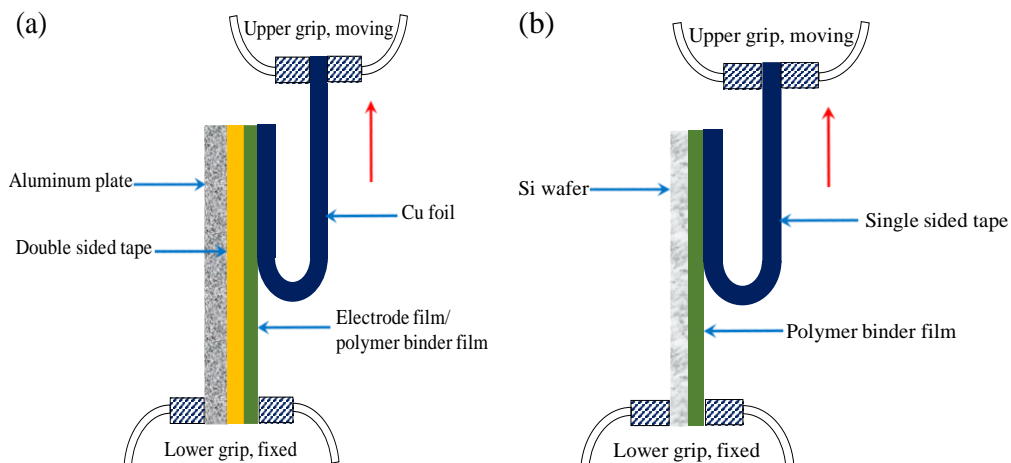 (a)
Upper grip, moving
Aluminum plate
Cu foil
Double sided tape
Electrode film/
polymer binder film
Lower grip, fixed
(b)
Upper grip, moving
Si wafer
Single sided tape
Polymer binder film
Lower grip, fixed